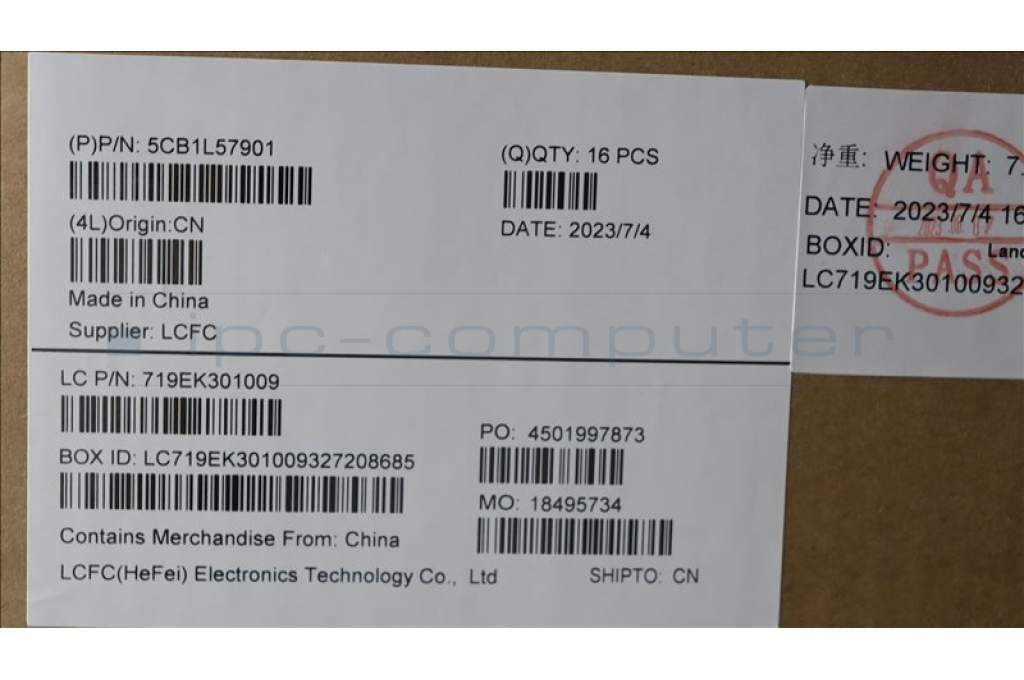 (P)P/N: 5CB1L57901
(Q)QTY: 16 PCS
(4L)Origin:CN
DATE: 2023/7/4
Made in China
Supplier: LCFC
LC P/N: 719EK301009
PO: 4501997873
BOX ID: LC719EK301009327208685
MO: 18495734
Contains Merchandise From: China
LCFC(HeFei) Electronics Technology Co., Ltd
SHIPTO: CN
净重: WEIGHT: 7
DATE: 2023/7/4 16
BOXID:
LC719EK30100932
QA
PASS
ipc-computer